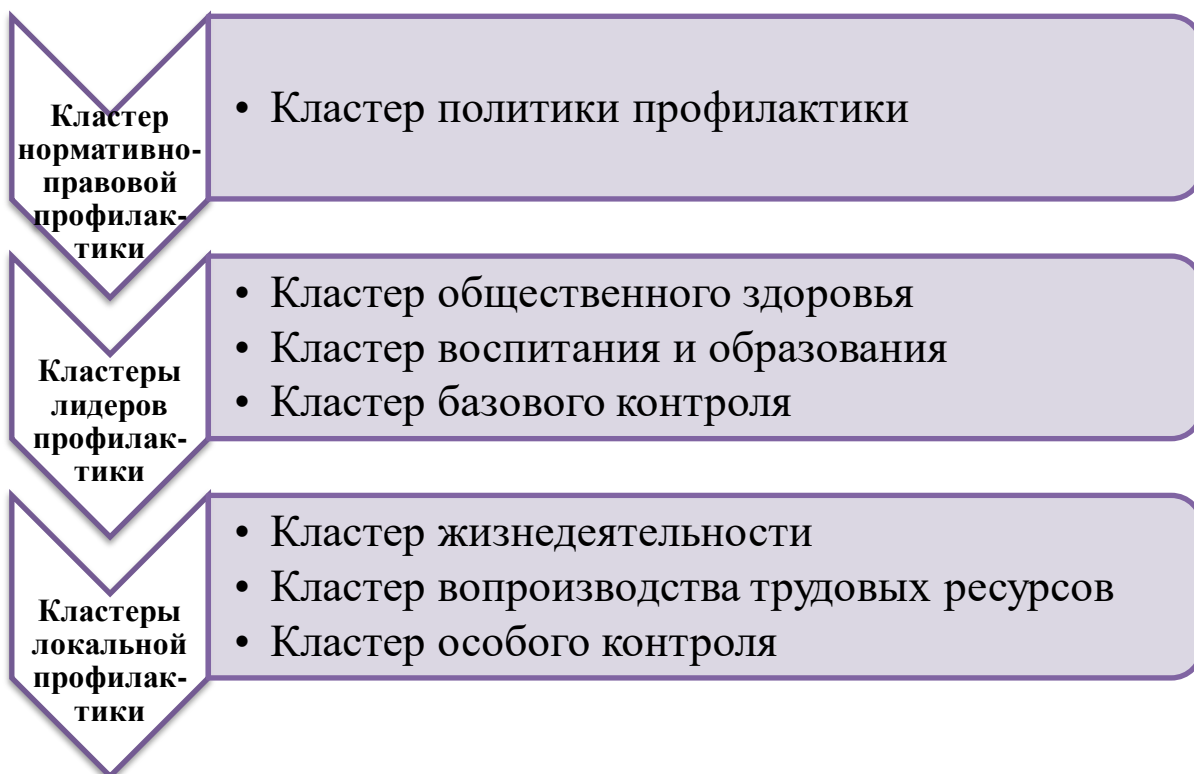 Кластер
нормативно-
правовой
профилак-
тики
• Кластер политики профилактики
Кластеры
лидеров
профилак-
тики
• Кластер общественного здоровья
• Кластер воспитания и образования
• Кластер базового контроля
Кластеры
локальной
профилак-
тики
• Кластер жизнедеятельности
• Кластер вопроизводства трудовых ресурсов
• Кластер особого контроля